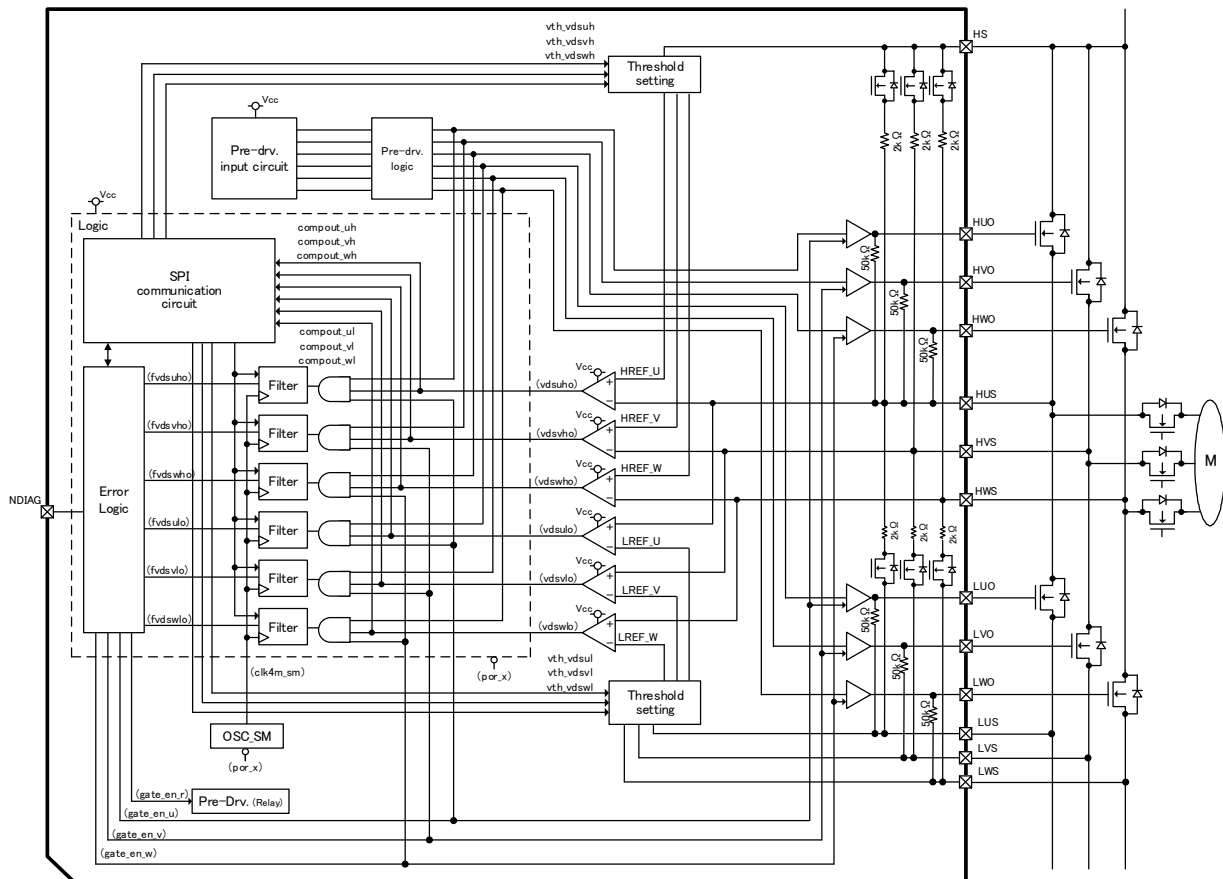 vth_vdsuh
vth_vdsvh
vth_vdswh
Threshold
setting
HS
2kΩ
2kΩ
2kΩ
Vcc
Pre-drv.
input circuit
Pre-drv.
logic
Vcc
Logic
SPI
communication
circuit
compout_uh
compout_vh
compout_wh
compout_ul
compout_vl
compout_wl
50kΩ
50kΩ
50kΩ
HUO
HVO
HWO
(fvdsuho)
Filter
Vcc
(vdsuho)
+
−
HREF_U
HUS
(fvdsvho)
Filter
Vcc
(vdsvho)
+
−
HREF_V
HVS
M
(fvdswho)
Filter
Vcc
(vdswho)
+
−
HREF_W
HWS
NDIAG
Error
Logic
(fvdsulo)
Filter
Vcc
(vdsulo)
+
−
LREF_U
2kΩ
2kΩ
2kΩ
(fvdsvlo)
Filter
Vcc
(vdsvlo)
+
−
LREF_V
LUO
(fvdswlo)
Filter
Vcc
(vdswlo)
+
−
LREF_W
LVO
50kΩ
50kΩ
50kΩ
(clk4m_sm)
(por_x)
vth_vdsul
vth_vdsvl
vth_vdswl
Threshold
setting
LWO
OSC_SM
(por_x)
LUS
LVS
LWS
(gate_en_r)
Pre-Drv. (Relay)
(gate_en_u)
(gate_en_v)
(gate_en_w)